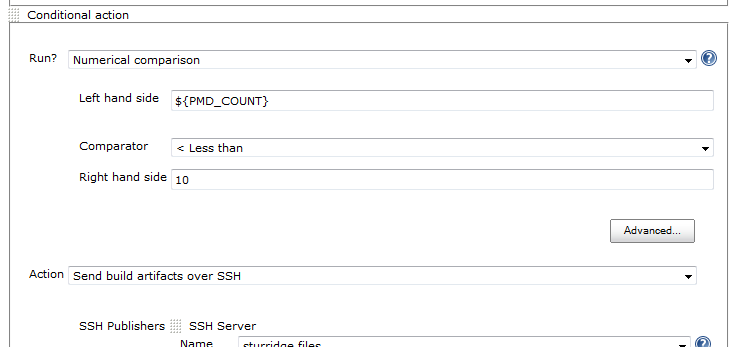 Conditional action
Run? Numerical comparison ?
Left hand side ${PMD_COUNT}
Comparator < Less than
Right hand side 10
Advanced...
Action Send build artifacts over SSH
SSH Publishers SSH Server
Name sturridge files ?